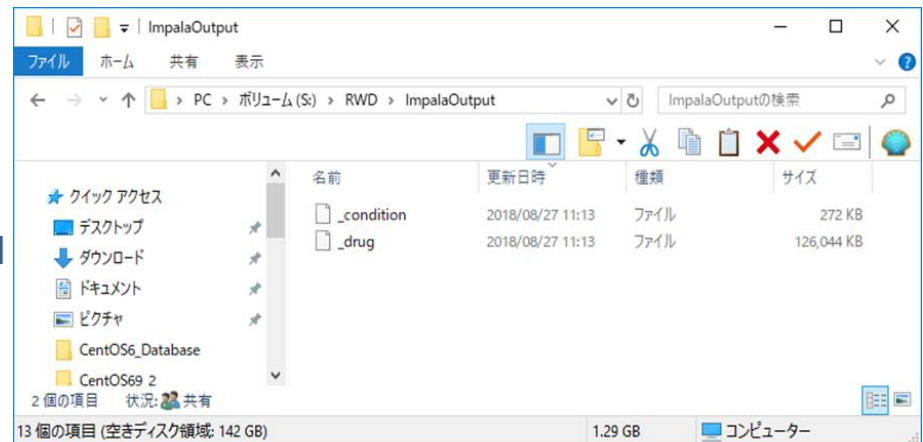 ImpalaOutput
ファイル ホーム 共有 表示
PC › ボリューム (S:) › RWD › ImpalaOutput
ImpalaOutputの検索
名前 更新日時 種類 サイズ
クイック アクセス
デスクトップ
ダウンロード
ドキュメント
ピクチャ
CentOS6_Database
CentOS69 2
_condition 2018/08/27 11:13 ファイル 272 KB
_drug 2018/08/27 11:13 ファイル 126,044 KB
2 個の項目 状況: 共有
13 個の項目 (空きディスク領域: 142 GB) 1.29 GB コンピューター